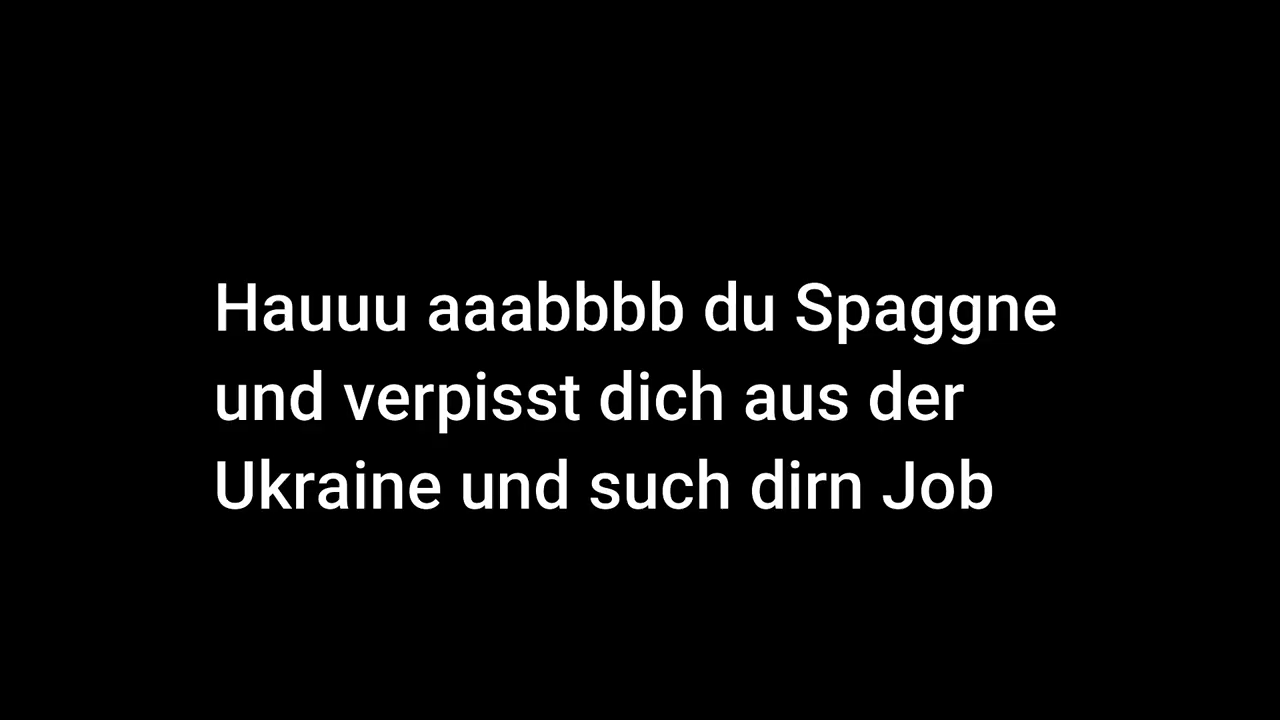 Hauuu aaabbbb du Spaggne
und verpisst dich aus der
Ukraine und such dirn Job